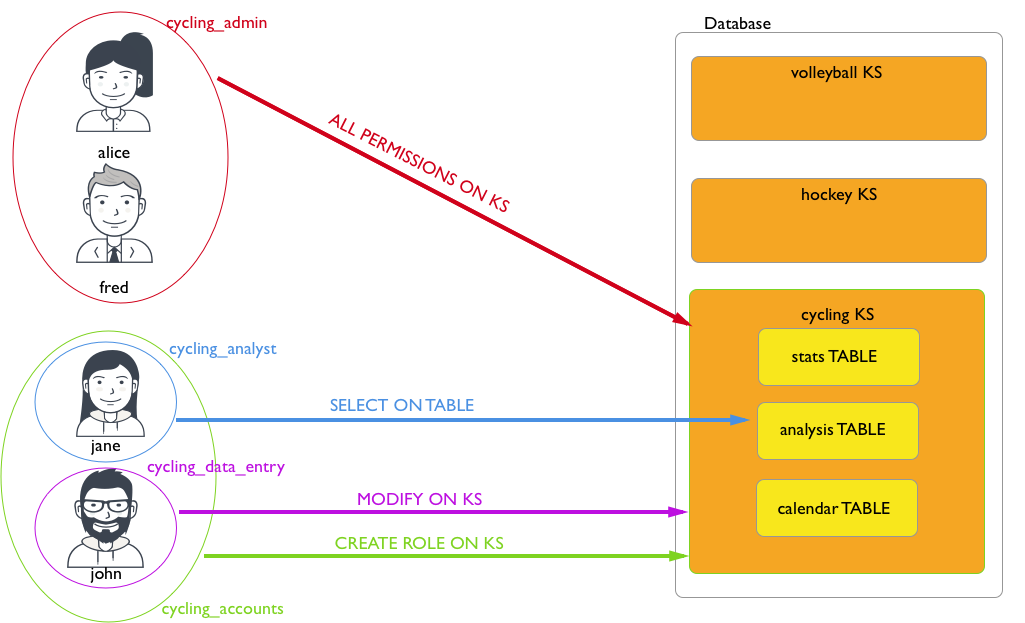 cycling_admin
Database
volleyball KS
ALL PERMISSIONS ON KS
alice
hockey KS
fred
cycling KS
cycling_analyst
stats TABLE
SELECT ON TABLE
analysis TABLE
jane
cycling_data_entry
MODIFY ON KS
calendar TABLE
CREATE ROLE ON KS
john
cycling_accounts